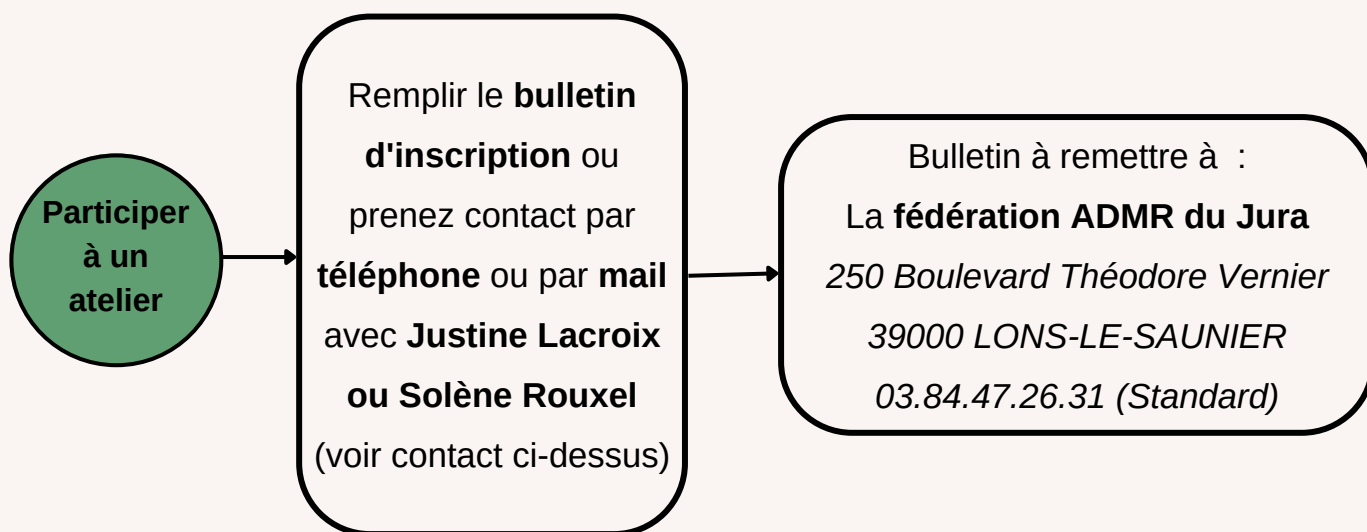 Participer
à un
atelier
Remplir le bulletin
d'inscription ou
prenez contact par
téléphone ou par mail
avec Justine Lacroix
ou Solène Rouxel
(voir contact ci-dessus)
Bulletin à remettre à  :
La fédération ADMR du Jura
250 Boulevard Théodore Vernier
39000 LONS-LE-SAUNIER
03.84.47.26.31 (Standard)